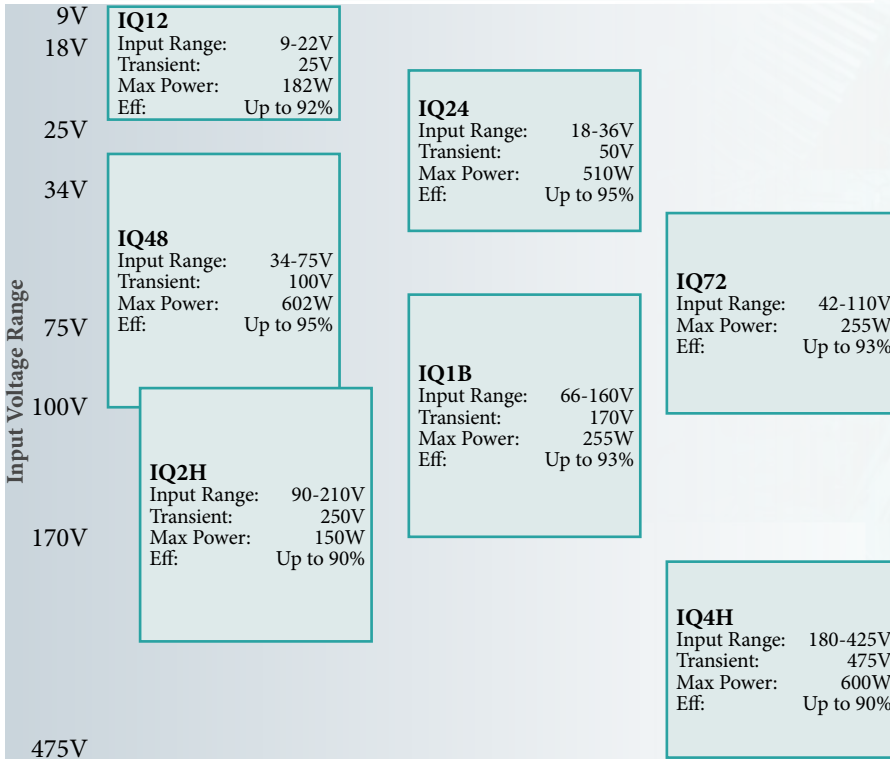 Input Voltage Range
9V
18V
25V
34V
75V
100V
170V
475V
IQ12
Input Range: 9-22V
Transient: 25V
Max Power: 182W
Eff: Up to 92%
IQ24
Input Range: 18-36V
Transient: 50V
Max Power: 510W
Eff: Up to 95%
IQ48
Input Range: 34-75V
Transient: 100V
Max Power: 602W
Eff: Up to 95%
IQ72
Input Range: 42-110V
Max Power: 255W
Eff: Up to 93%
IQ1B
Input Range: 66-160V
Transient: 170V
Max Power: 255W
Eff: Up to 93%
IQ2H
Input Range: 90-210V
Transient: 250V
Max Power: 150W
Eff: Up to 90%
IQ4H
Input Range: 180-425V
Transient: 475V
Max Power: 600W
Eff: Up to 90%